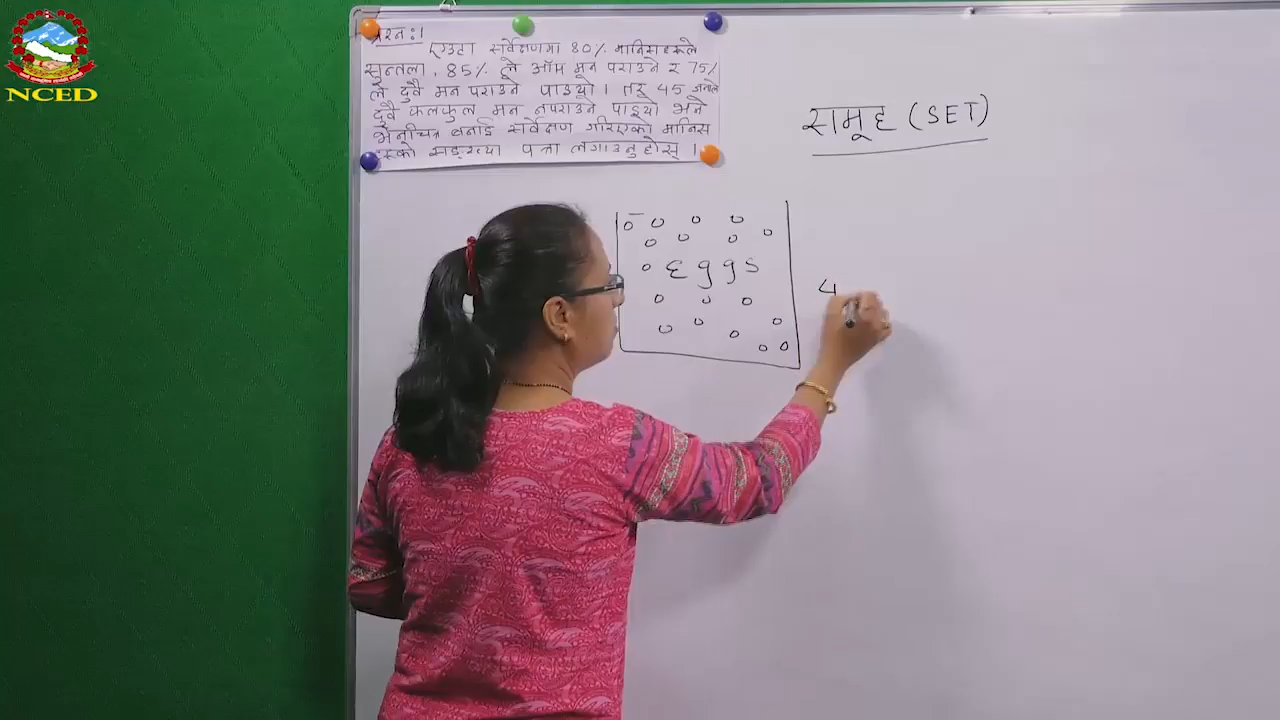 NCED
प्रश्न : 1
एउटा सर्वेक्षणमा 80% मानिसहरूले
सुन्तला, 85% ले आँप मन पराउने र 75%
ले दुवै मन पराउने पाइयो । तर 45 जनाले
दुवै फलफुल मन नपराउने पाइयो भने
भेनचित्र बनाई सर्वेक्षण गरिएको मानिस
हरूको सङ्ख्या पत्ता लगाउनुहोस् ।
समूह (SET)
Eggs
4